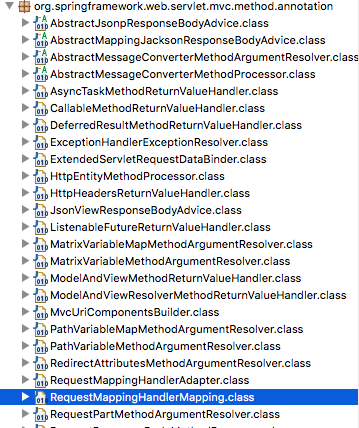 org.springframework.web.servlet.mvc.method.annotation
AbstractJsonpResponseBodyAdvice.class
AbstractMappingJacksonResponseBodyAdvice.class
AbstractMessageConverterMethodArgumentResolver.class
AbstractMessageConverterMethodProcessor.class
AsyncTaskMethodReturnValueHandler.class
CallableMethodReturnValueHandler.class
DeferredResultMethodReturnValueHandler.class
ExceptionHandlerExceptionResolver.class
ExtendedServletRequestDataBinder.class
HttpEntityMethodProcessor.class
HttpHeadersReturnValueHandler.class
JsonViewResponseBodyAdvice.class
ListenableFutureReturnValueHandler.class
MatrixVariableMapMethodArgumentResolver.class
MatrixVariableMethodArgumentResolver.class
ModelAndViewMethodReturnValueHandler.class
ModelAndViewResolverMethodReturnValueHandler.class
MvcUriComponentsBuilder.class
PathVariableMapMethodArgumentResolver.class
PathVariableMethodArgumentResolver.class
RedirectAttributesMethodArgumentResolver.class
RequestMappingHandlerAdapter.class
RequestMappingHandlerMapping.class
RequestPartMethodArgumentResolver.class